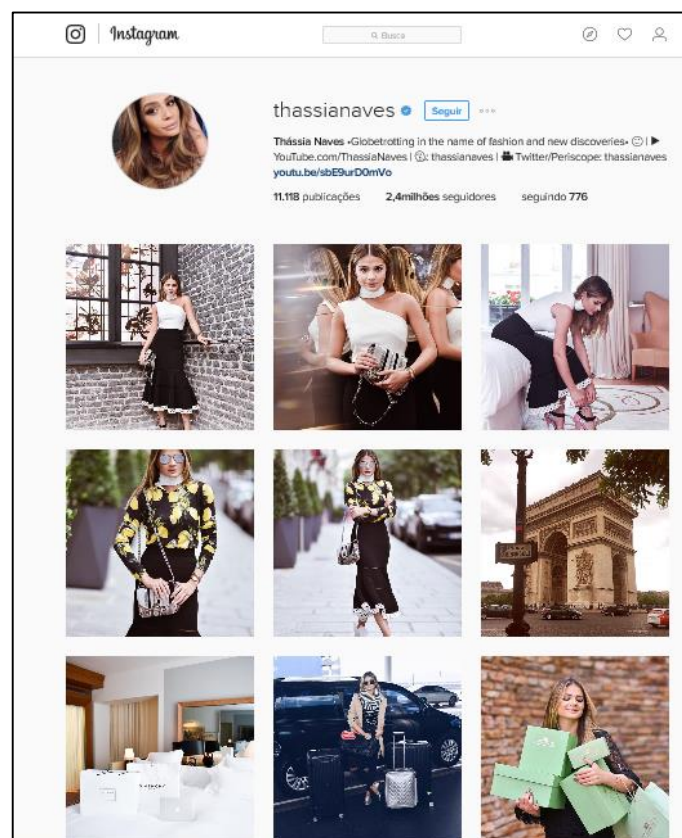 Instagram
Busca
thassianaves Seguir
Thássia Naves •Globetrotting in the name of fashion and new discoveries• 😊 | ▶
YouTube.com/ThassiaNaves | 👻: thassianaves | 🎥 Twitter/Periscope: thassianaves
youtu.be/sbE9urD0mVo
11.118 publicações 2,4milhões seguidores seguindo 776